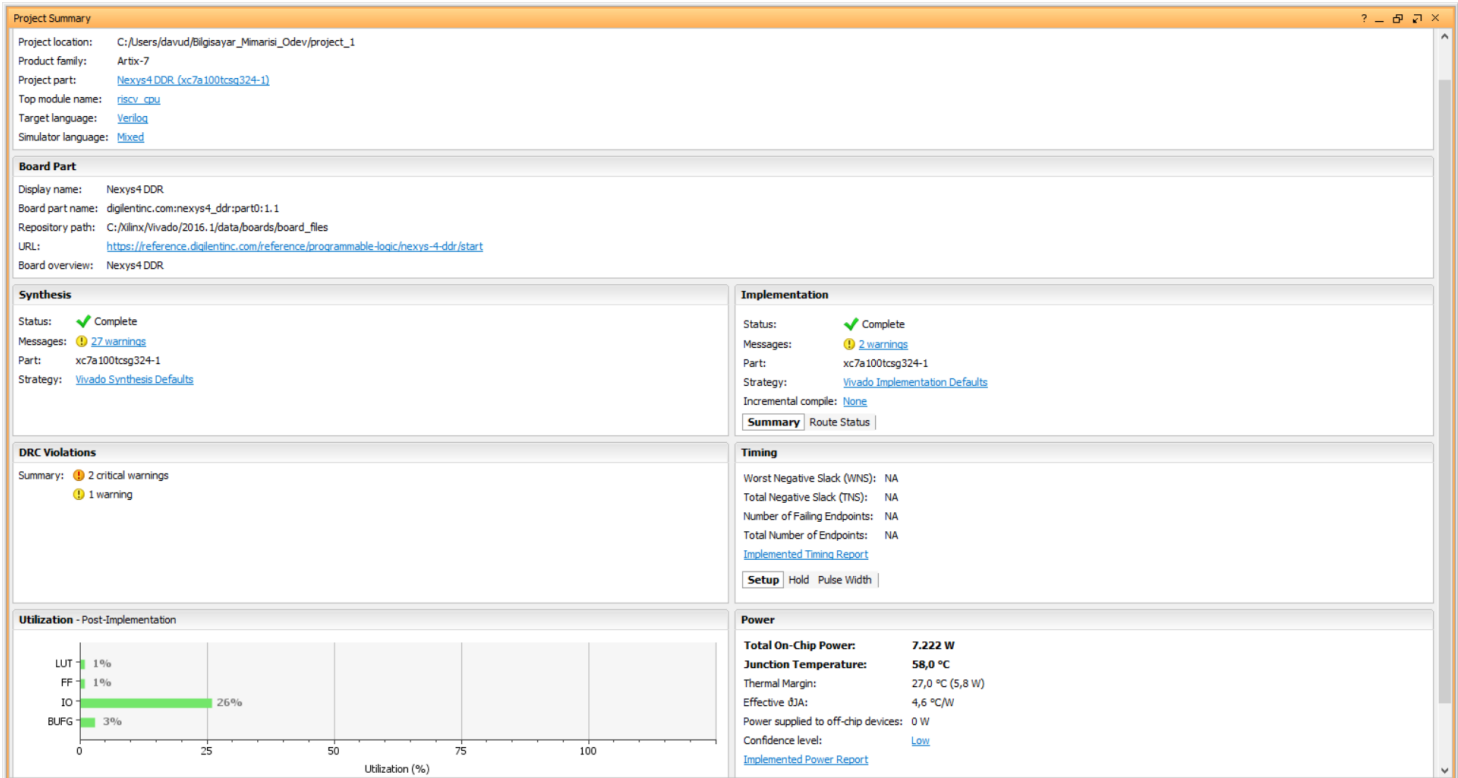 Project Summary
Project location: C:/Users/davud/Bilgisayar_Mimarisi_Odev/project_1
Product family: Artix-7
Project part: Nexys4 DDR (xc7a100tcsg324-1)
Top module name: riscv_cpu
Target language: Verilog
Simulator language: Mixed
Board Part
Display name: Nexys4 DDR
Board part name: digilentinc.com:nexys4_ddr:part0:1.1
Repository path: C:/Xilinx/Vivado/2016.1/data/boards/board_files
URL: https://reference.digilentinc.com/reference/programmable-logic/nexys-4-ddr/start
Board overview: Nexys4 DDR
Synthesis
Status: Complete
Messages: 27 warnings
Part: xc7a100tcsg324-1
Strategy: Vivado Synthesis Defaults
Implementation
Status: Complete
Messages: 2 warnings
Part: xc7a100tcsg324-1
Strategy: Vivado Implementation Defaults
Incremental compile: None
Summary Route Status
DRC Violations
Summary: 2 critical warnings
1 warning
Timing
Worst Negative Slack (WNS): NA
Total Negative Slack (TNS): NA
Number of Failing Endpoints: NA
Total Number of Endpoints: NA
Implemented Timing Report
Setup Hold Pulse Width
Utilization - Post-Implementation
LUT 1%
FF 1%
IO 26%
BUFG 3%
0 25 50 75 100
Utilization (%)
Power
Total On-Chip Power: 7.222 W
Junction Temperature: 58,0 °C
Thermal Margin: 27,0 °C (5,8 W)
Effective ϑJA: 4,6 °C/W
Power supplied to off-chip devices: 0 W
Confidence level: Low
Implemented Power Report